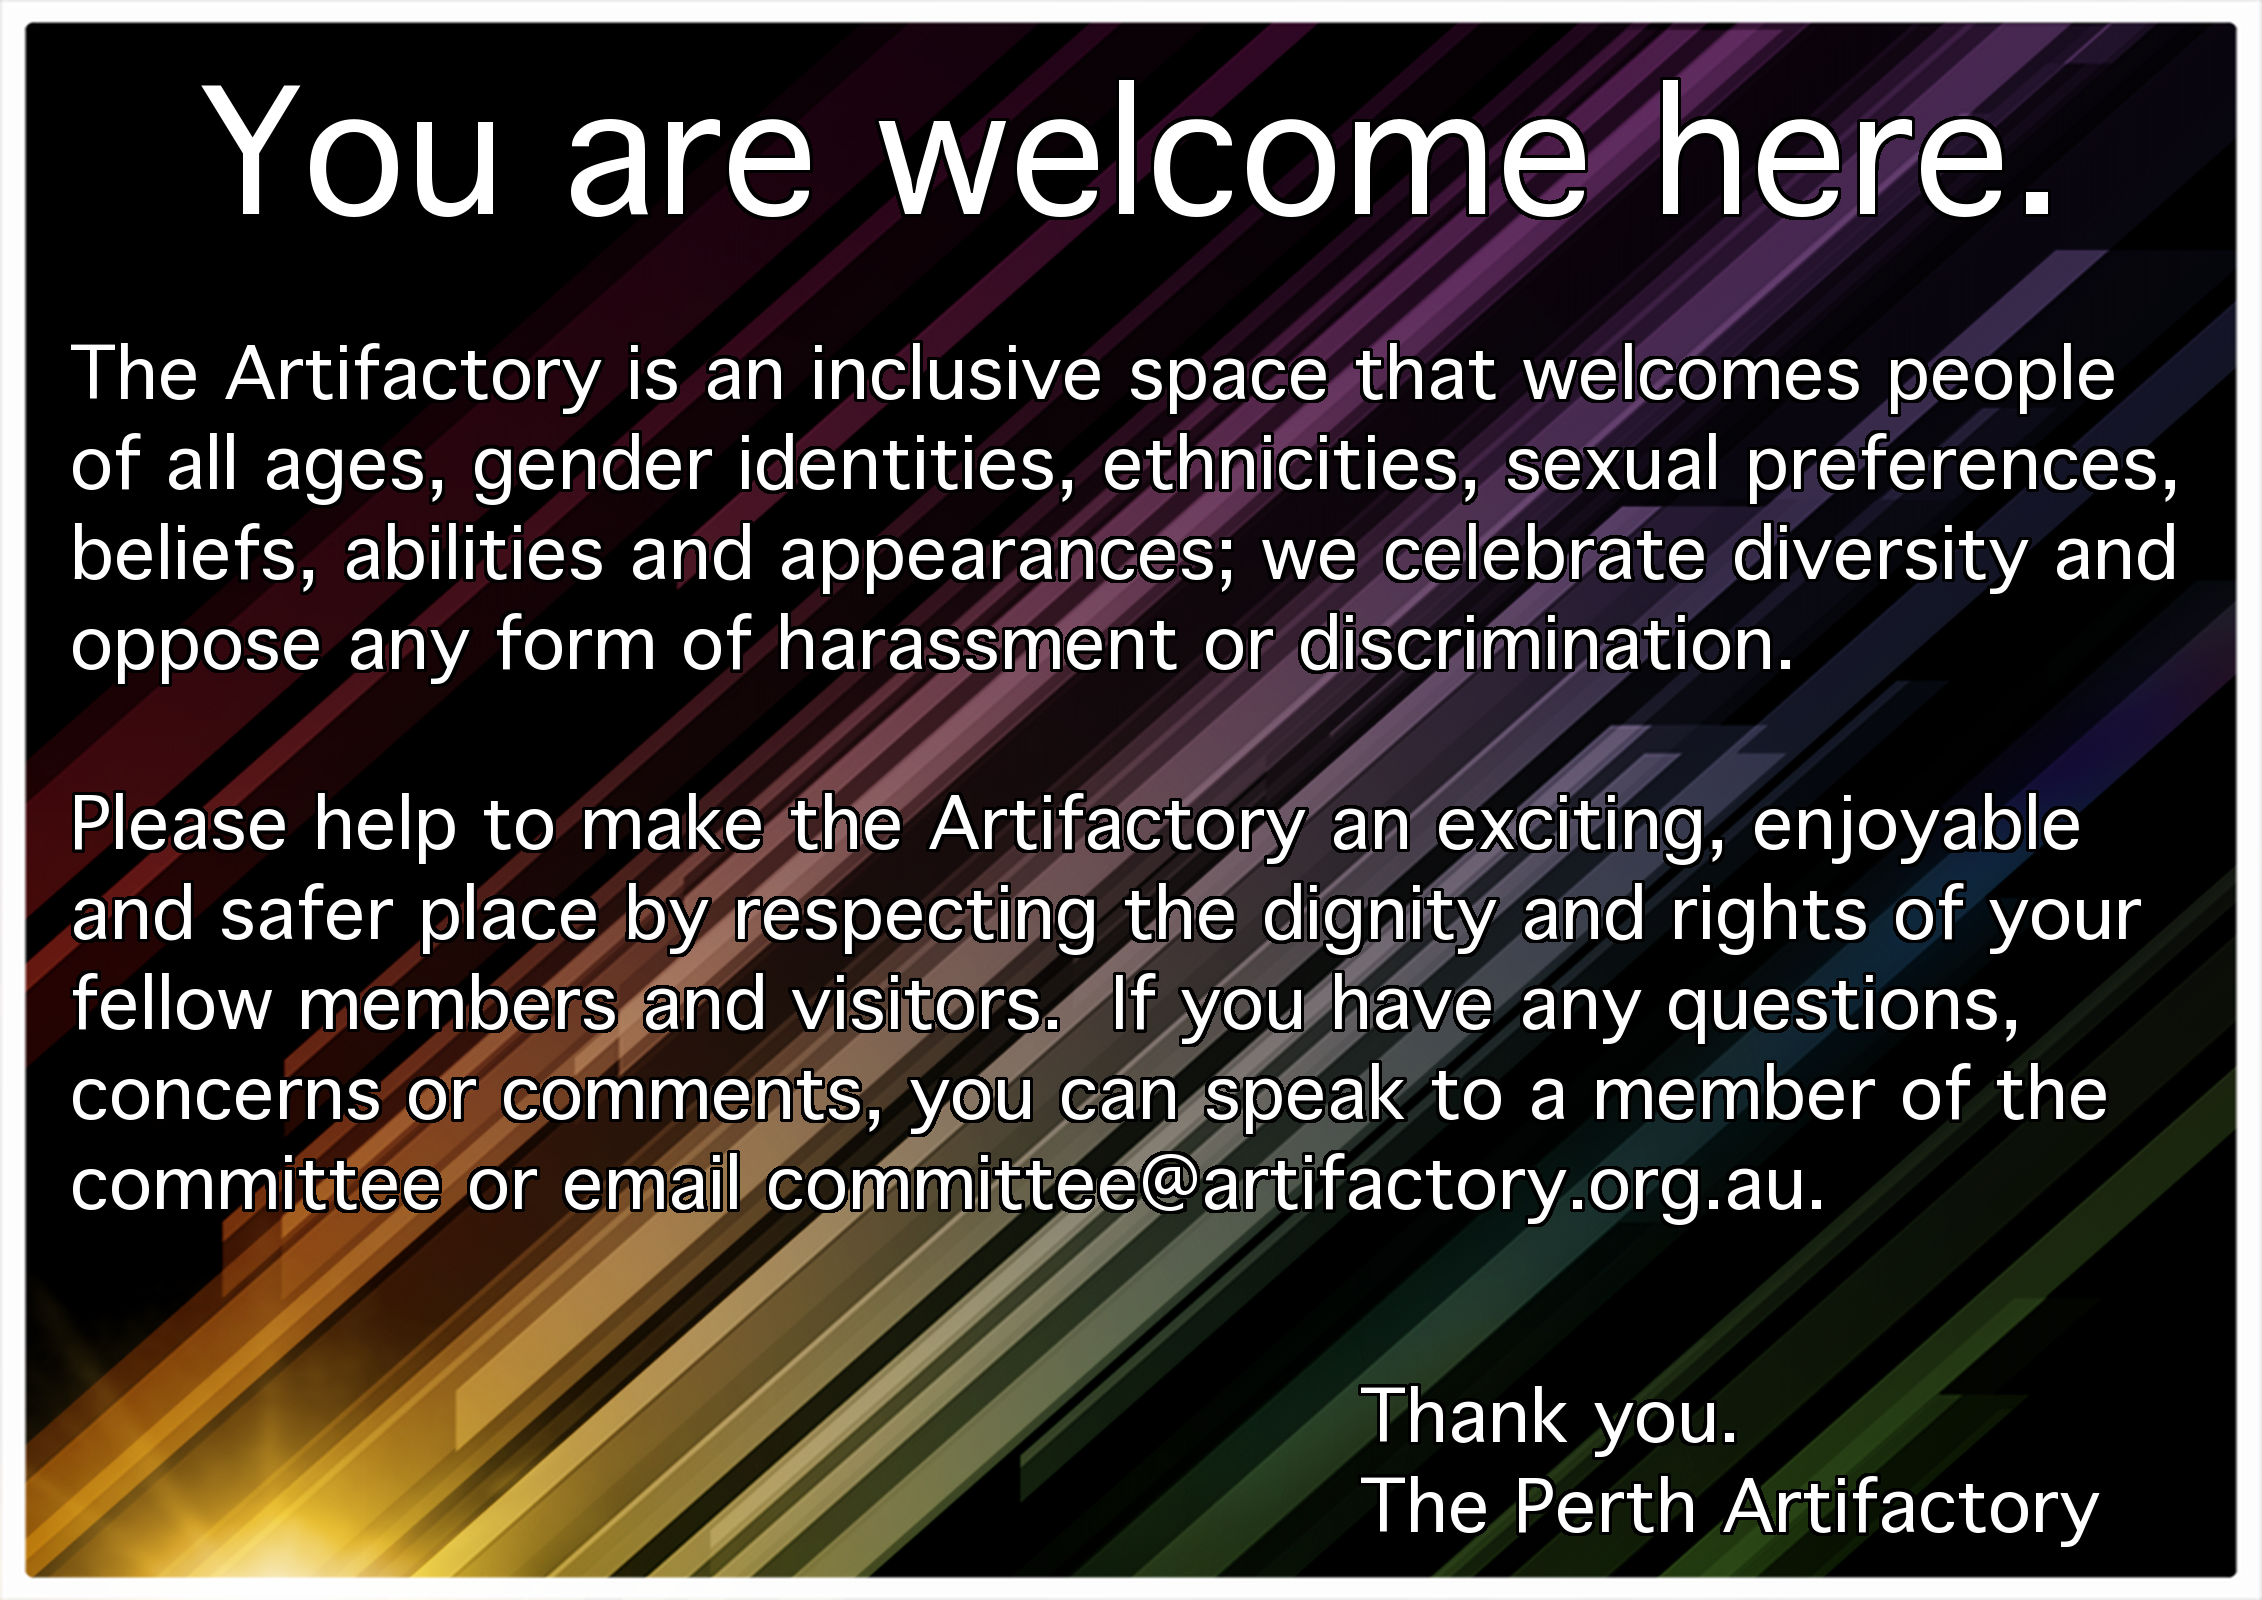 You are welcome here.
The Artifactory is an inclusive space that welcomes people
of all ages, gender identities, ethnicities, sexual preferences,
beliefs, abilities and appearances; we celebrate diversity and
oppose any form of harassment or discrimination.
Please help to make the Artifactory an exciting, enjoyable
and safer place by respecting the dignity and rights of your
fellow members and visitors.  If you have any questions,
concerns or comments, you can speak to a member of the
committee or email committee@artifactory.org.au.
Thank you.
The Perth Artifactory